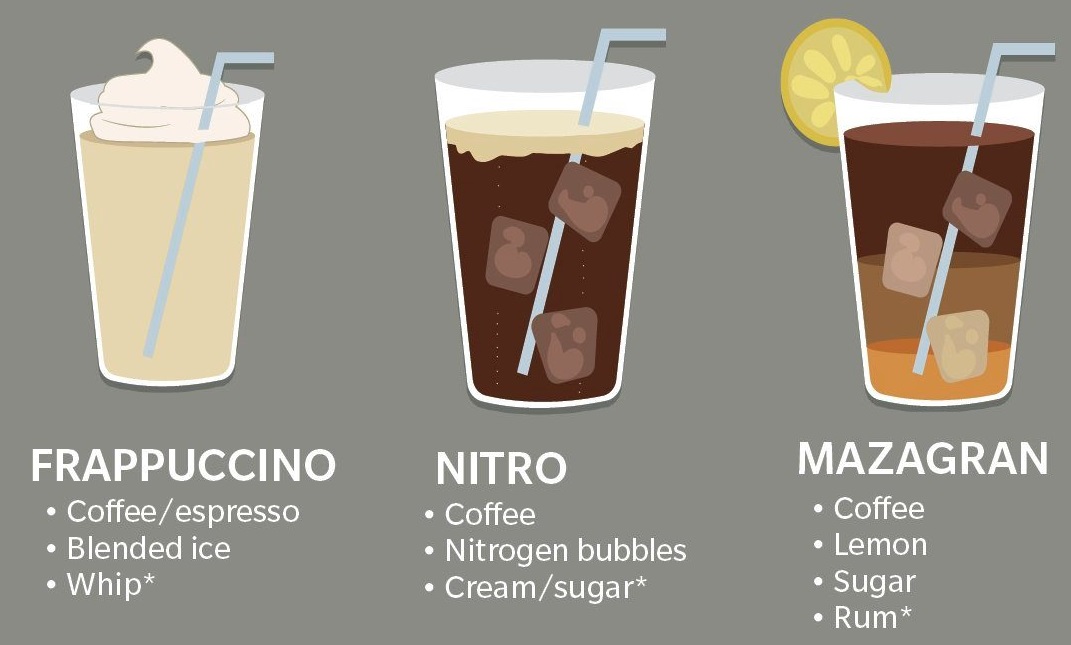 FRAPPUCCINO
• Coffee/espresso
• Blended ice
• Whip*
NITRO
• Coffee
• Nitrogen bubbles
• Cream/sugar*
MAZAGRAN
• Coffee
• Lemon
• Sugar
• Rum*